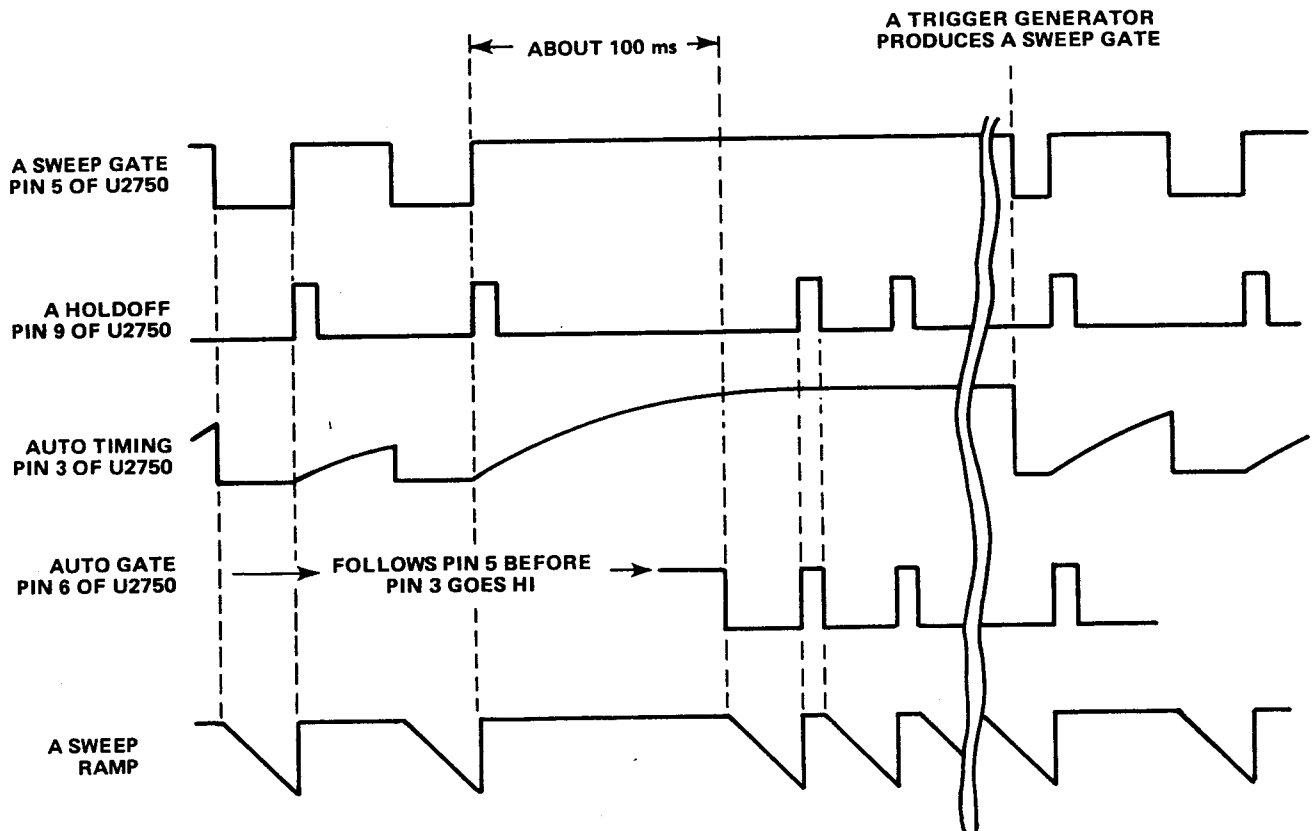 A TRIGGER GENERATOR
PRODUCES A SWEEP GATE
ABOUT 100 ms
A SWEEP GATE
PIN 5 OF U2750
A HOLDOFF
PIN 9 OF U2750
AUTO TIMING
PIN 3 OF U2750
AUTO GATE
PIN 6 OF U2750
FOLLOWS PIN 5 BEFORE
PIN 3 GOES HI
A SWEEP
RAMP